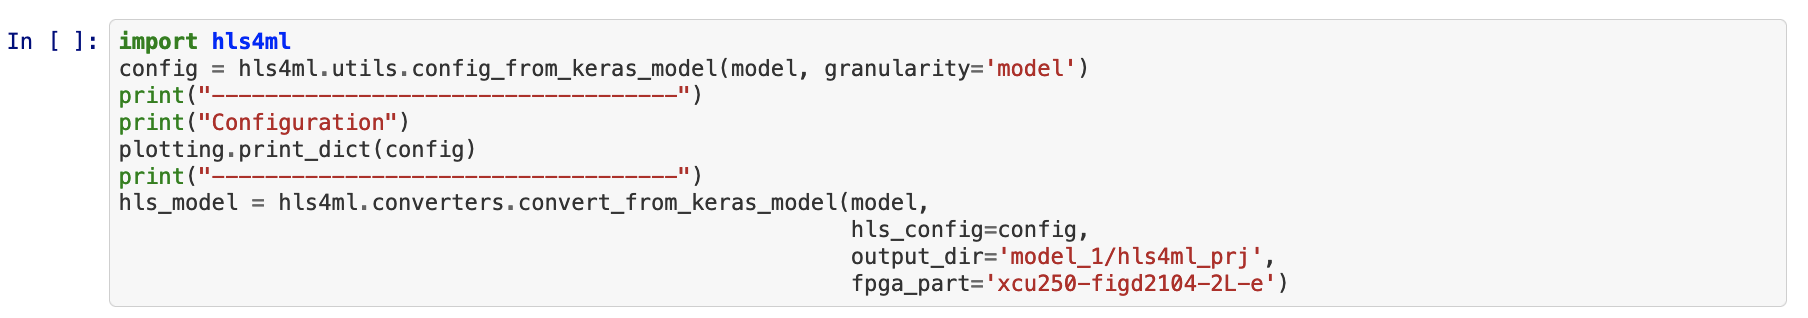 In [ ]: import hls4ml
config = hls4ml.utils.config_from_keras_model(model, granularity='model')
print("-----------------------------------")
print("Configuration")
plotting.print_dict(config)
print("-----------------------------------")
hls_model = hls4ml.converters.convert_from_keras_model(model,
hls_config=config,
output_dir='model_1/hls4ml_prj',
fpga_part='xcu250-figd2104-2L-e')